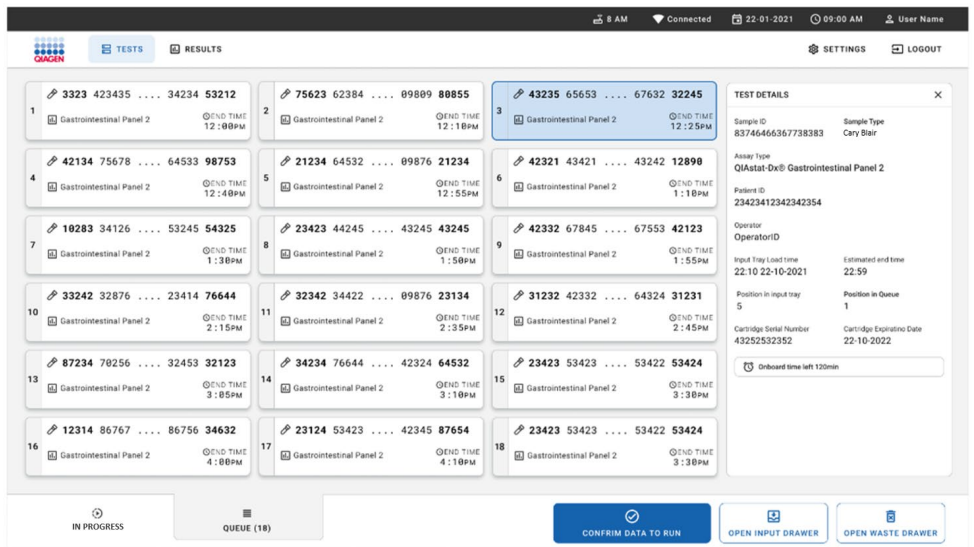 8 AM Connected 22-01-2021 09:00 AM User Name
QIAGEN TESTS RESULTS SETTINGS LOGOUT
1 3323 423435 .... 34234 53212
Gastrointestinal Panel 2 END TIME 12:00PM
2 75623 62384 .... 09809 80855
Gastrointestinal Panel 2 END TIME 12:10PM
3 43235 65653 .... 67632 32245
Gastrointestinal Panel 2 END TIME 12:25PM
4 42134 75678 .... 64533 98753
Gastrointestinal Panel 2 END TIME 12:40PM
5 21234 64532 .... 09876 21234
Gastrointestinal Panel 2 END TIME 12:55PM
6 42321 43421 .... 43242 12890
Gastrointestinal Panel 2 END TIME 1:10PM
7 10283 34126 .... 53245 54325
Gastrointestinal Panel 2 END TIME 1:30PM
8 23423 44245 .... 43245 43245
Gastrointestinal Panel 2 END TIME 1:50PM
9 42332 67845 .... 67553 42123
Gastrointestinal Panel 2 END TIME 1:55PM
10 33242 32876 .... 23414 76644
Gastrointestinal Panel 2 END TIME 2:15PM
11 32342 34422 .... 09876 23134
Gastrointestinal Panel 2 END TIME 2:35PM
12 31232 42332 .... 64324 31231
Gastrointestinal Panel 2 END TIME 2:45PM
13 87234 70256 .... 32453 32123
Gastrointestinal Panel 2 END TIME 3:05PM
14 34234 76644 .... 42324 64532
Gastrointestinal Panel 2 END TIME 3:10PM
15 23423 53423 .... 53422 53424
Gastrointestinal Panel 2 END TIME 3:30PM
16 12314 86767 .... 86756 34632
Gastrointestinal Panel 2 END TIME 4:00PM
17 23124 53423 .... 42345 87654
Gastrointestinal Panel 2 END TIME 4:10PM
18 23423 53423 .... 53422 53424
Gastrointestinal Panel 2 END TIME 3:30PM
TEST DETAILS
Sample ID Sample Type
83746466367738383 Cary Blair
Assay Type
QIAstat-Dx® Gastrointestinal Panel 2
Patient ID
23423412342342354
Operator
OperatorID
Input Tray Load time Estimated end time
22:10 22-10-2021 22:59
Position in input tray Position in Queue
5 1
Cartridge Serial Number Cartridge Expiratino Date
43252532352 22-10-2022
Onboard time left 120min
IN PROGRESS QUEUE (18) CONFRIM DATA TO RUN OPEN INPUT DRAWER OPEN WASTE DRAWER